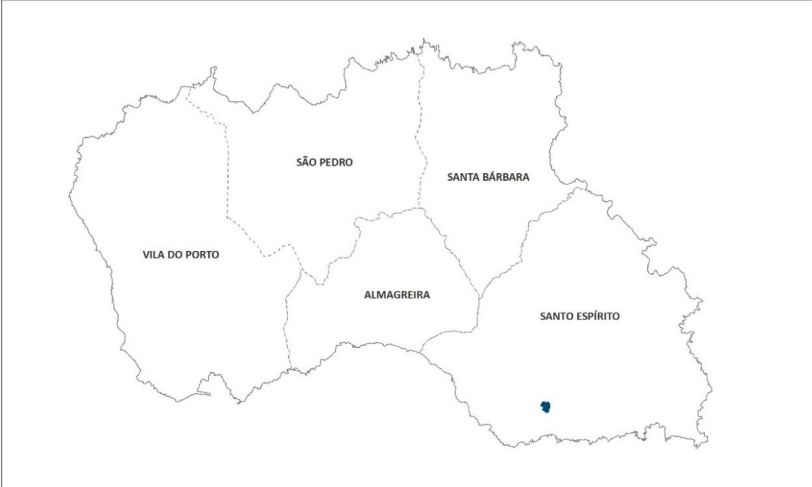 SÃO PEDRO
SANTA BÁRBARA
VILA DO PORTO
ALMAGREIRA
SANTO ESPÍRITO